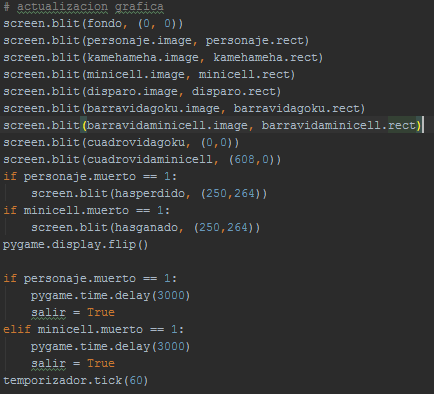 # actualizacion grafica
screen.blit(fondo, (0, 0))
screen.blit(personaje.image, personaje.rect)
screen.blit(kamehameha.image, kamehameha.rect)
screen.blit(minicell.image, minicell.rect)
screen.blit(disparo.image, disparo.rect)
screen.blit(barravidagoku.image, barravidagoku.rect)
screen.blit(barravidaminicell.image, barravidaminicell.rect)
screen.blit(cuadrovidagoku, (0,0))
screen.blit(cuadrovidaminicell, (608,0))
if personaje.muerto == 1:
    screen.blit(hasperdido, (250,264))
if minicell.muerto == 1:
    screen.blit(hasganado, (250,264))
pygame.display.flip()
if personaje.muerto == 1:
    pygame.time.delay(3000)
    salir = True
elif minicell.muerto == 1:
    pygame.time.delay(3000)
    salir = True
temporizador.tick(60)